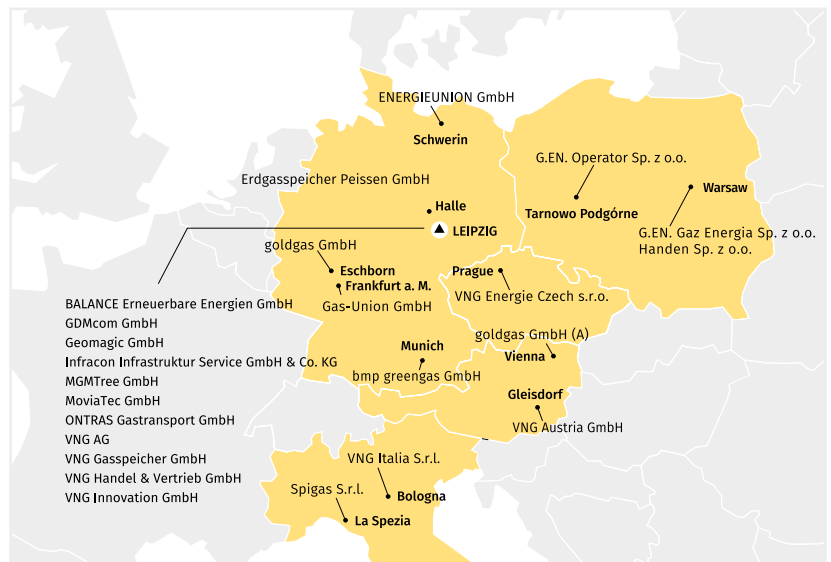 ENERGIEUNION GmbH
Schwerin
G.EN. Operator Sp. z o.o.
Tarnowo Podgórne
Warsaw
G.EN. Gaz Energia Sp. z o.o.
Handen Sp. z o.o.
Erdgasspeicher Peissen GmbH
Halle
LEIPZIG
goldgas GmbH
Eschborn
Frankfurt a. M.
Gas-Union GmbH
Prague
VNG Energie Czech s.r.o.
BALANCE Erneuerbare Energien GmbH
GDMcom GmbH
Geomagic GmbH
Infracon Infrastruktur Service GmbH & Co. KG
MGMTree GmbH
MoviaTec GmbH
ONTRAS Gastransport GmbH
VNG AG
VNG Gasspeicher GmbH
VNG Handel & Vertrieb GmbH
VNG Innovation GmbH
Munich
bmp greengas GmbH
goldgas GmbH (A)
Vienna
Gleisdorf
VNG Austria GmbH
VNG Italia S.r.l.
Bologna
Spigas S.r.l.
La Spezia